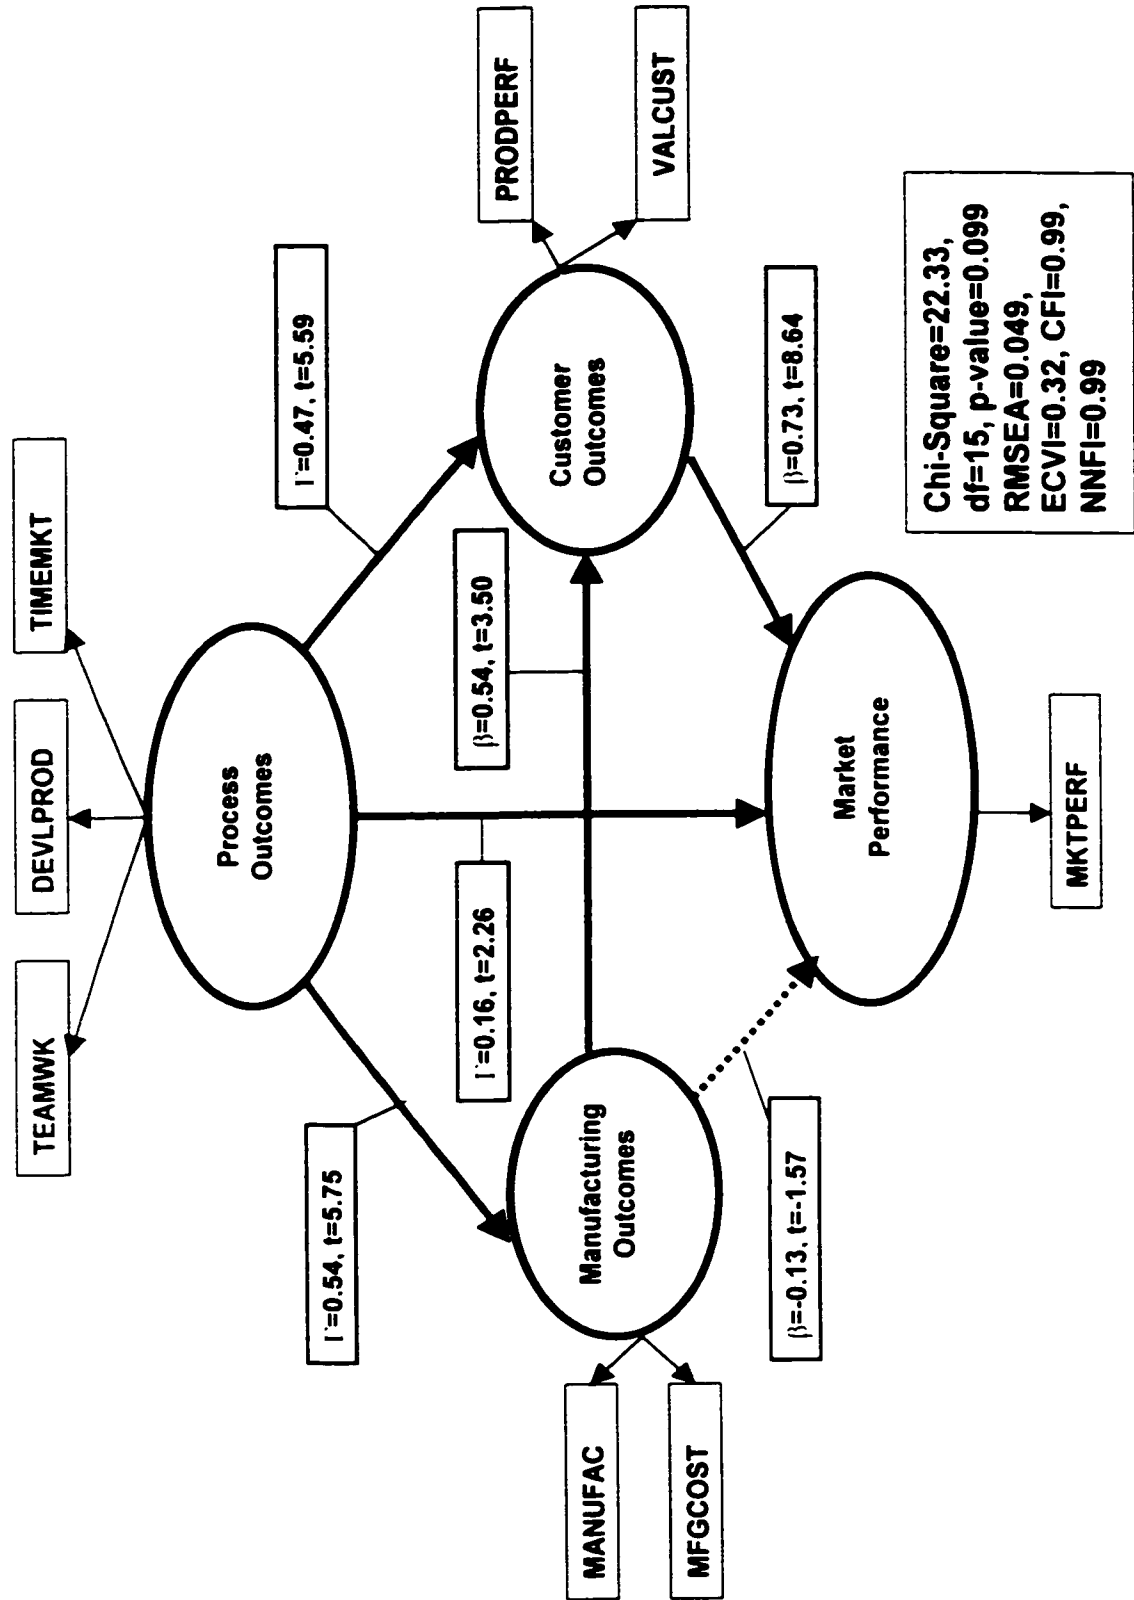 TEAMWK
DEVLPROD
TIMEMKT
Process
Outcomes
Γ=0.54, t=5.75
Γ=0.47, t=5.59
Γ=0.16, t=2.26
β=0.54, t=3.50
MANUFAC
MFGCOST
Manufacturing
Outcomes
Customer
Outcomes
PRODPERF
VALCUST
β=-0.13, t=-1.57
β=0.73, t=8.64
Market
Performance
MKTPERF
Chi-Square=22.33,
df=15, p-value=0.099
RMSEA=0.049,
ECVI=0.32, CFI=0.99,
NNFI=0.99